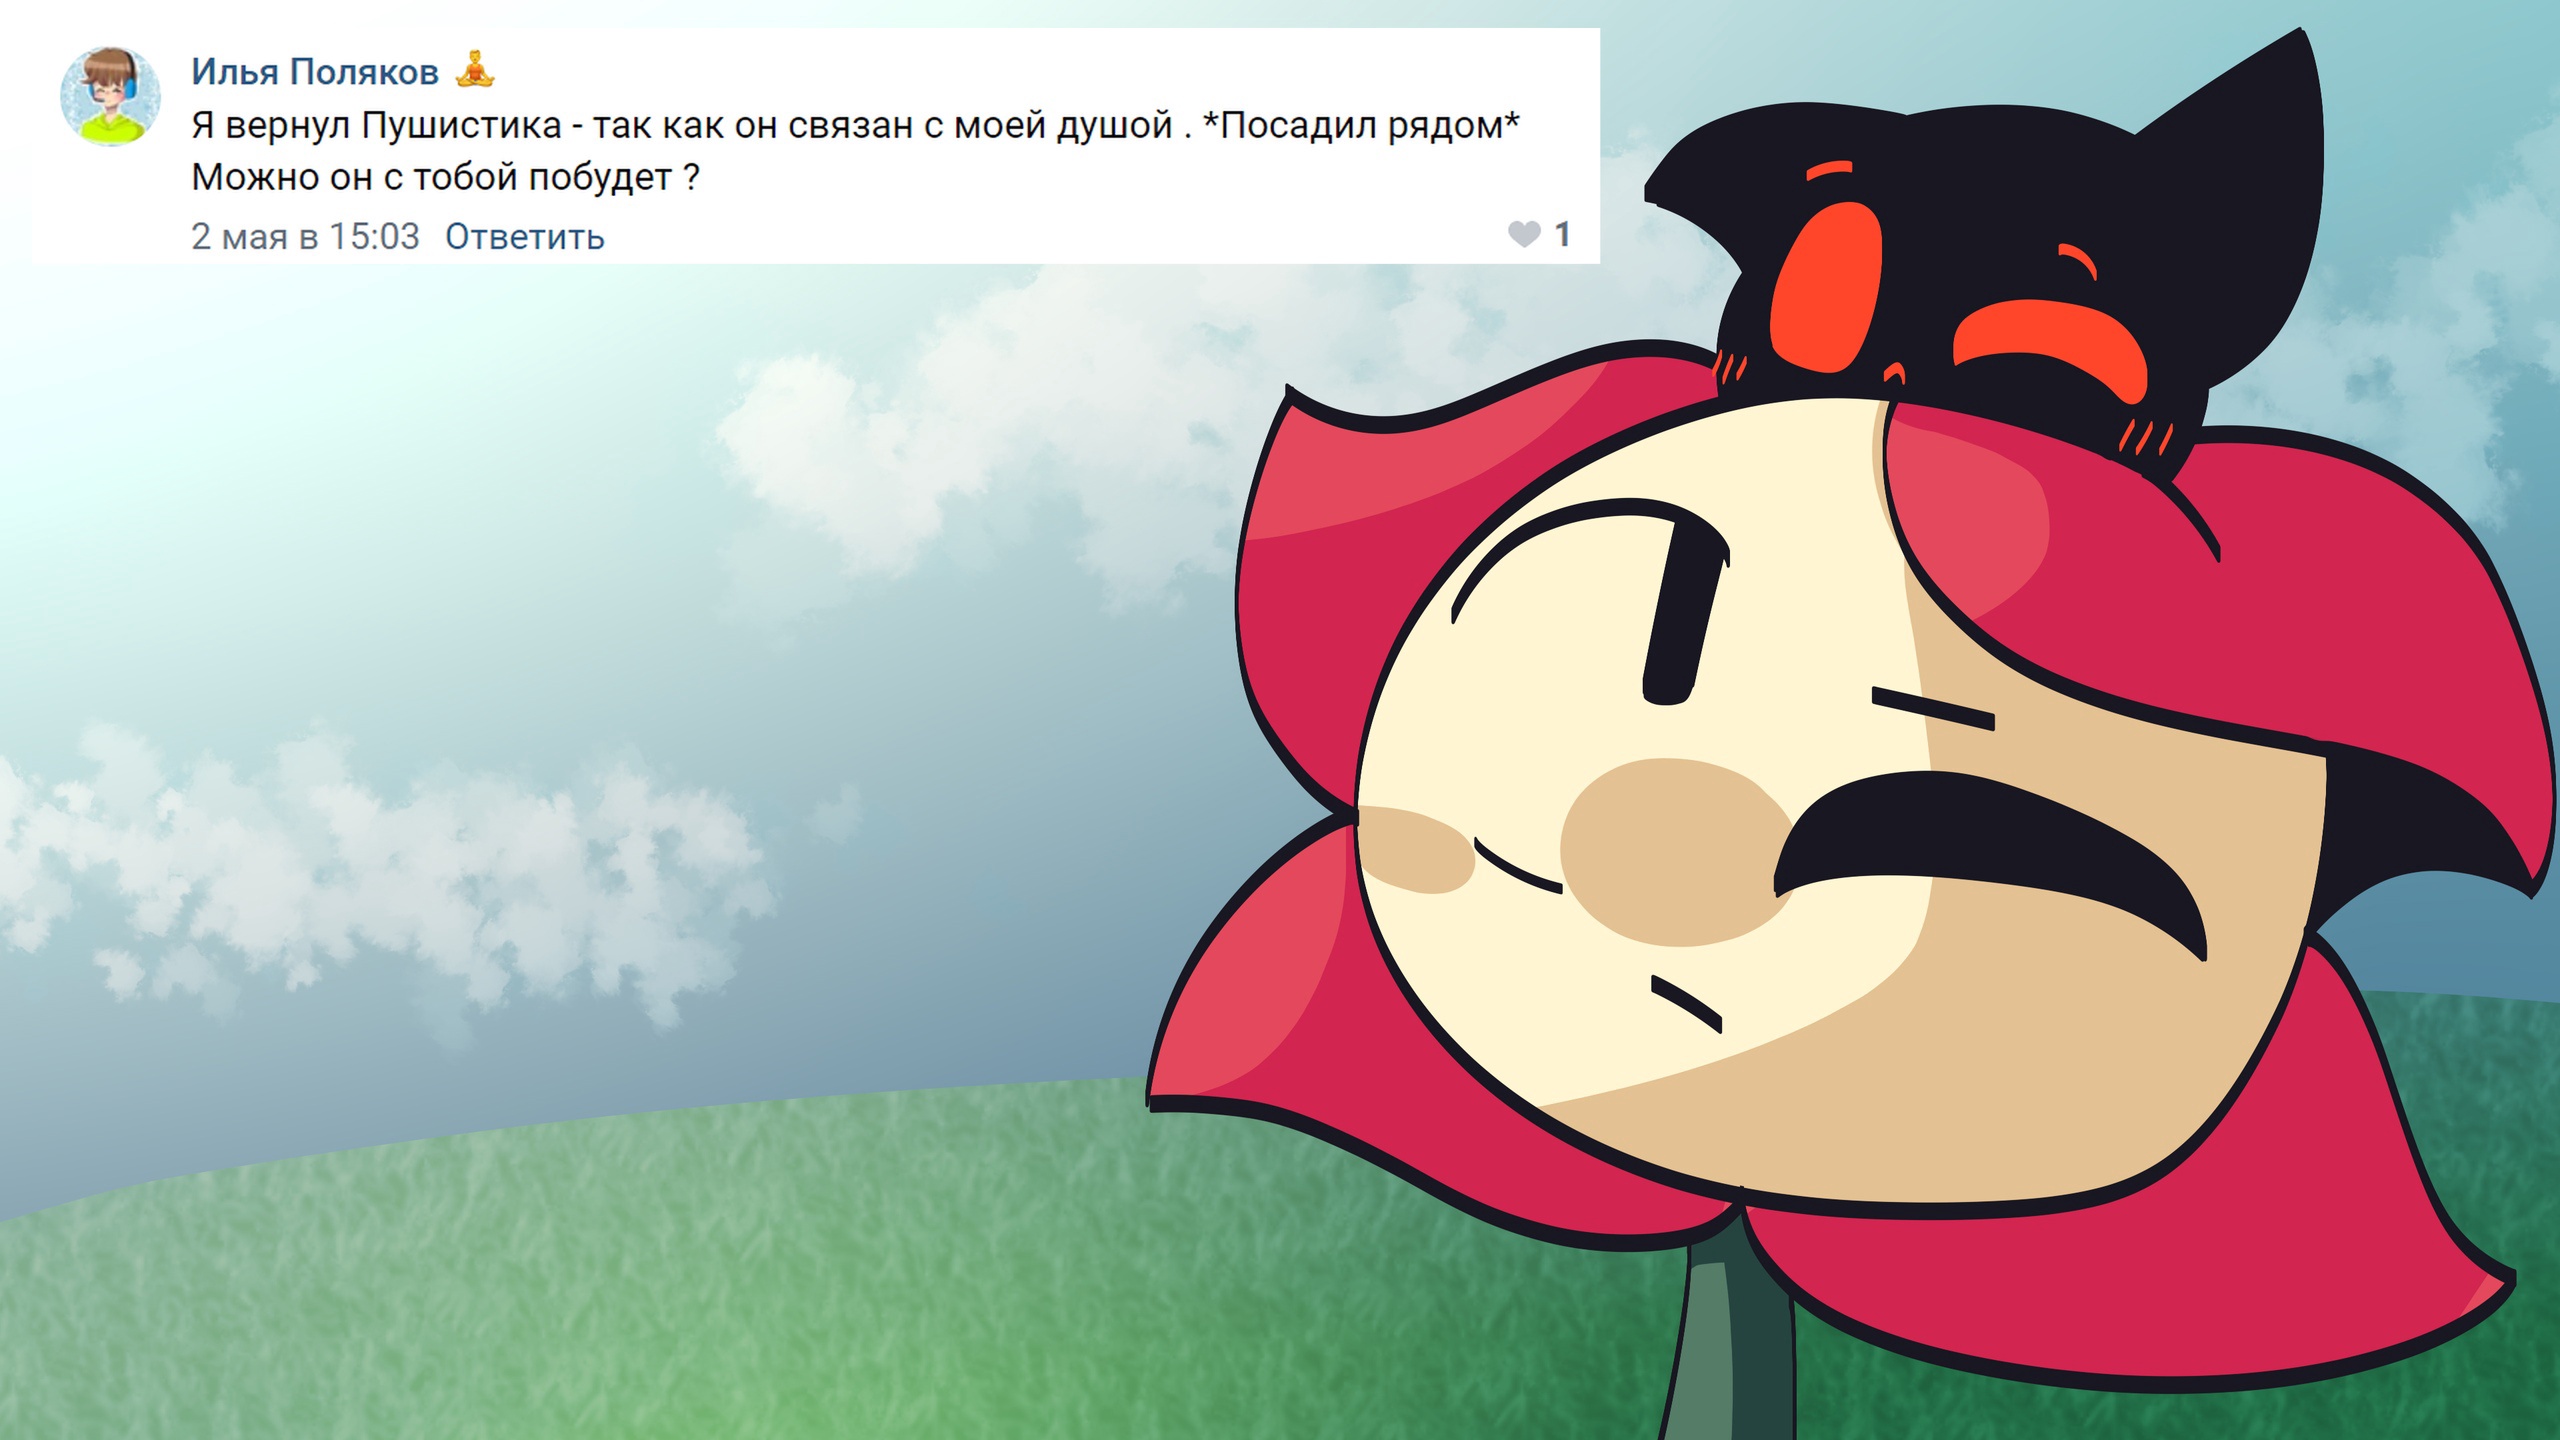 Илья Поляков 🧘
Я вернул Пушистика - так как он связан с моей душой . *Посадил рядом*
Можно он с тобой побудет ?
2 мая в 15:03 Ответить 1